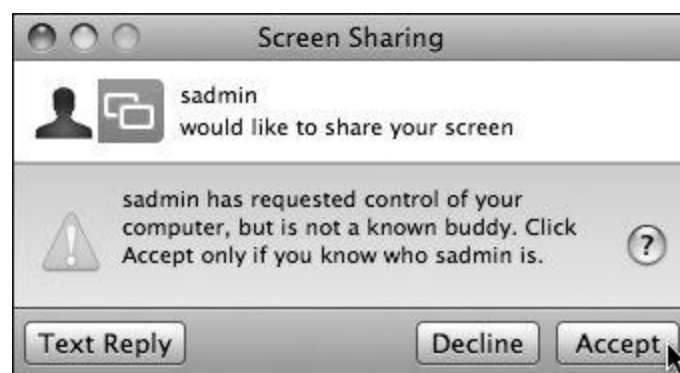 Screen Sharing
sadmin
would like to share your screen
sadmin has requested control of your
computer, but is not a known buddy. Click
Accept only if you know who sadmin is.
?
Text Reply
Decline
Accept